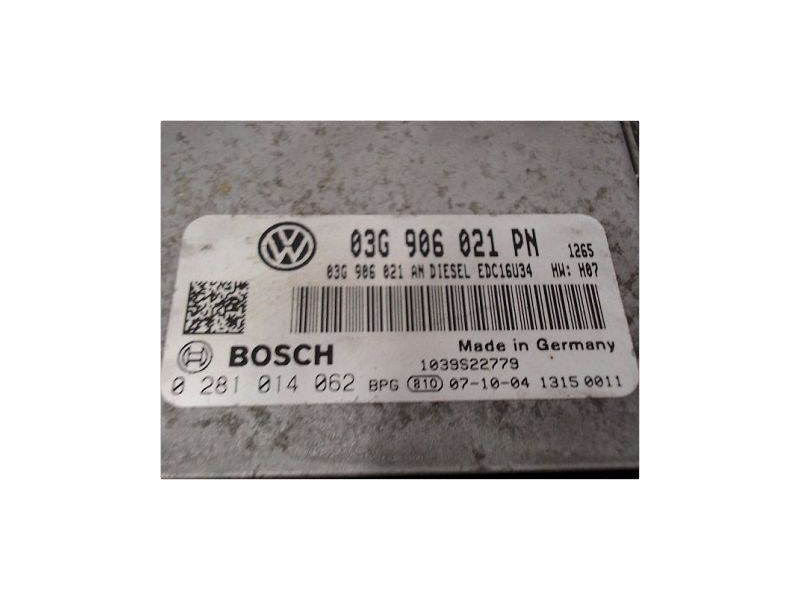 03G 906 021 PN 1265
03G 906 021 AN DIESEL EDC16U34 HW: H07
Made in Germany
BOSCH
1039S22779
0 281 014 062 BPG 810 07-10-04 1315 0011